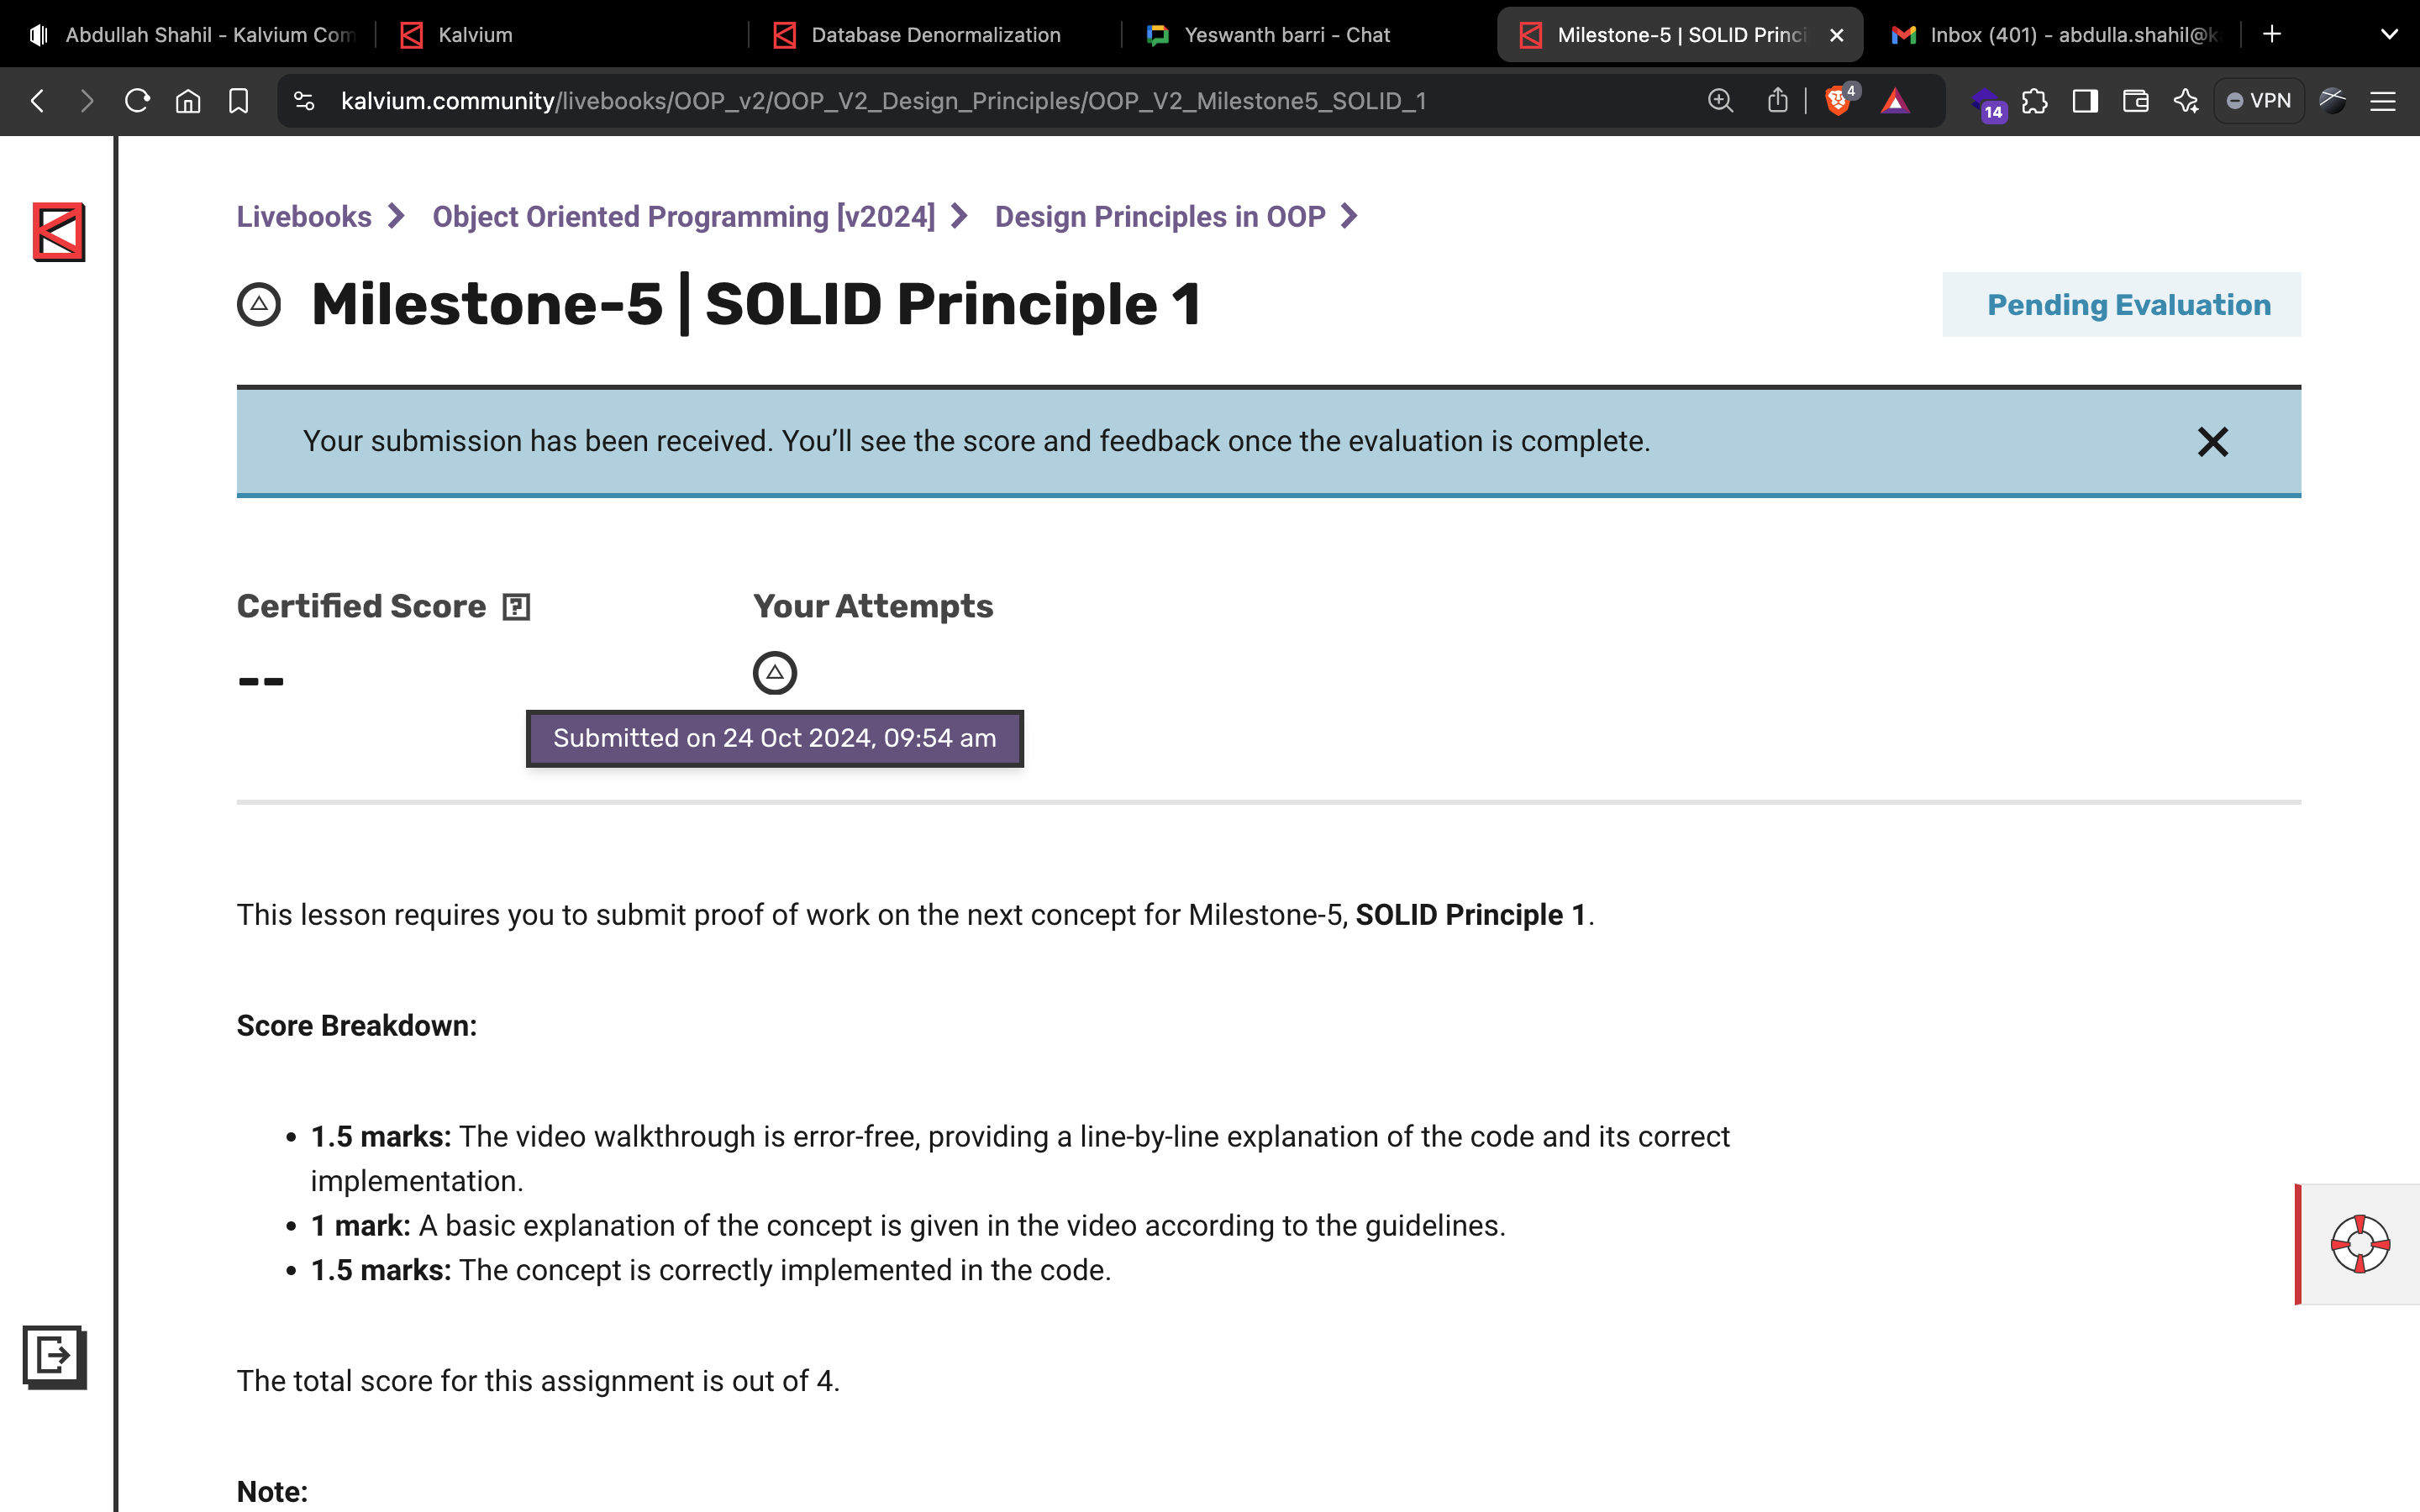 Abdullah Shahil - Kalvium Com
Kalvium
Database Denormalization
Yeswanth barri - Chat
Milestone-5 | SOLID Princi
Inbox (401) - abdulla.shahil@k
kalvium.community/livebooks/OOP_v2/OOP_V2_Design_Principles/OOP_V2_Milestone5_SOLID_1
4
14
VPN
Livebooks
Object Oriented Programming [v2024]
Design Principles in OOP
Milestone-5 | SOLID Principle 1
Pending Evaluation
Your submission has been received. You’ll see the score and feedback once the evaluation is complete.
Certified Score ?
Your Attempts
--
Submitted on 24 Oct 2024, 09:54 am
This lesson requires you to submit proof of work on the next concept for Milestone-5, SOLID Principle 1.
Score Breakdown:
• 1.5 marks: The video walkthrough is error-free, providing a line-by-line explanation of the code and its correct
implementation.
• 1 mark: A basic explanation of the concept is given in the video according to the guidelines.
• 1.5 marks: The concept is correctly implemented in the code.
The total score for this assignment is out of 4.
Note: